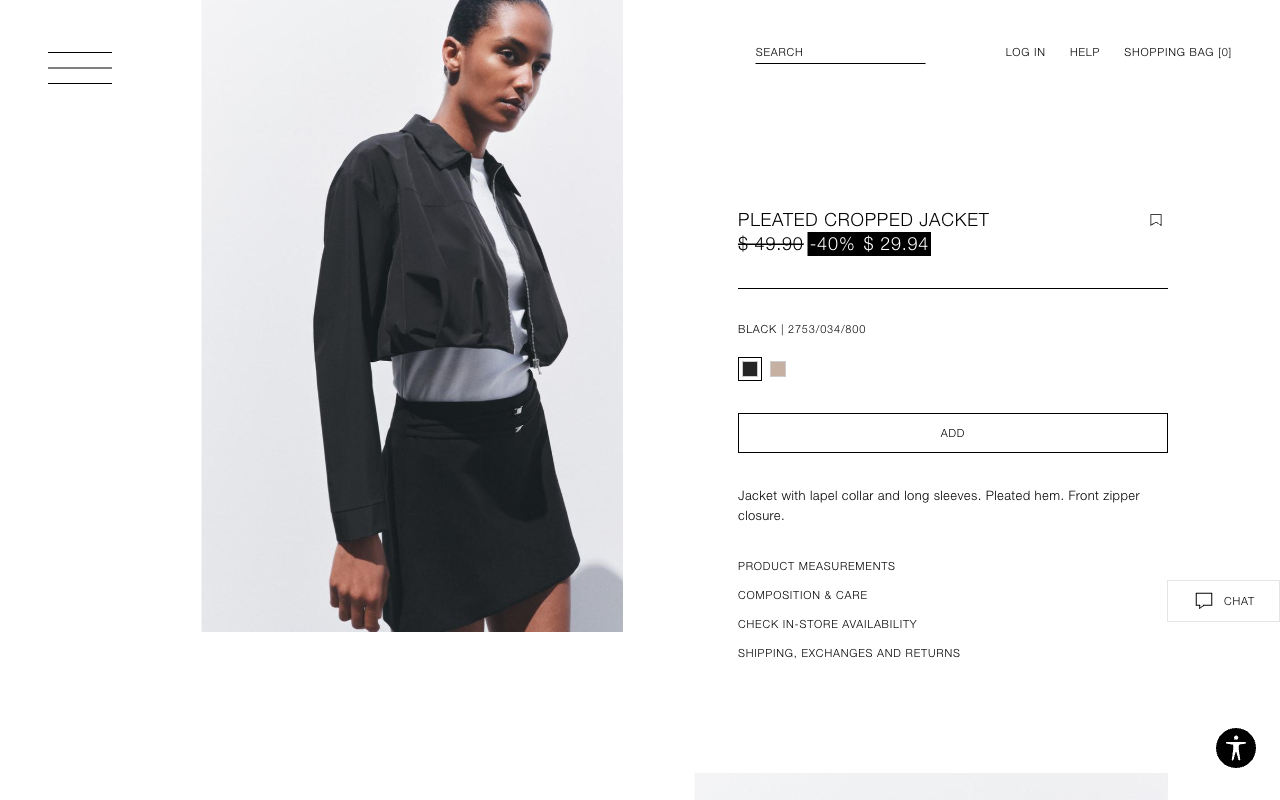 SEARCH
LOG IN
HELP
SHOPPING BAG [0]
PLEATED CROPPED JACKET
$ 49.90 -40% $ 29.94
BLACK | 2753/034/800
ADD
Jacket with lapel collar and long sleeves. Pleated hem. Front zipper
closure.
PRODUCT MEASUREMENTS
COMPOSITION & CARE
CHECK IN-STORE AVAILABILITY
SHIPPING, EXCHANGES AND RETURNS
CHAT